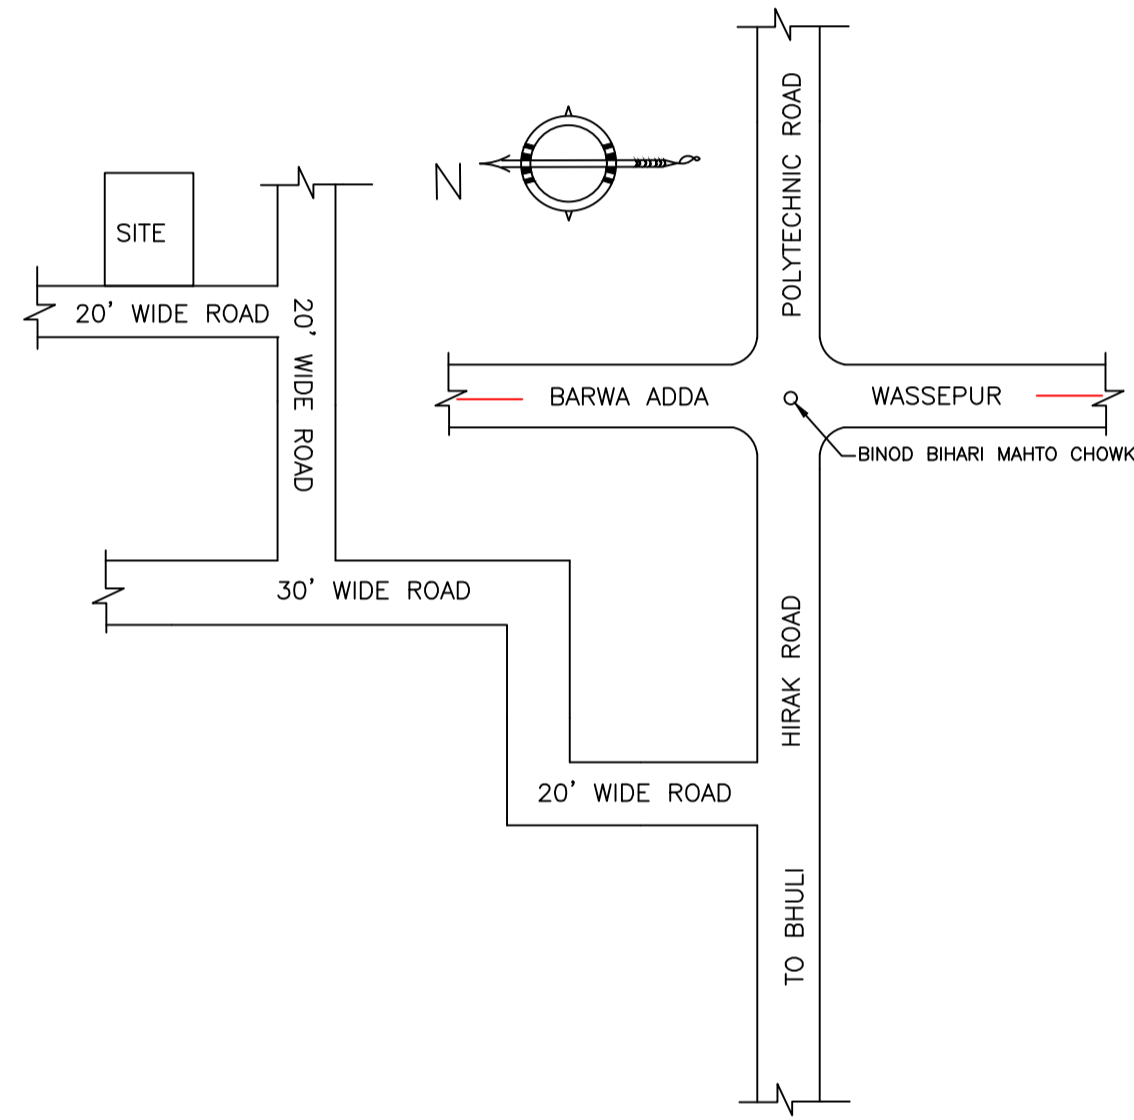 POLYTECHNIC ROAD
N
SITE
20' WIDE ROAD
20' WIDE ROAD
BARWA ADDA
WASSEPUR
BINOD BIHARI MAHTO CHOWK
30' WIDE ROAD
HIRAK ROAD
20' WIDE ROAD
TO BHULI